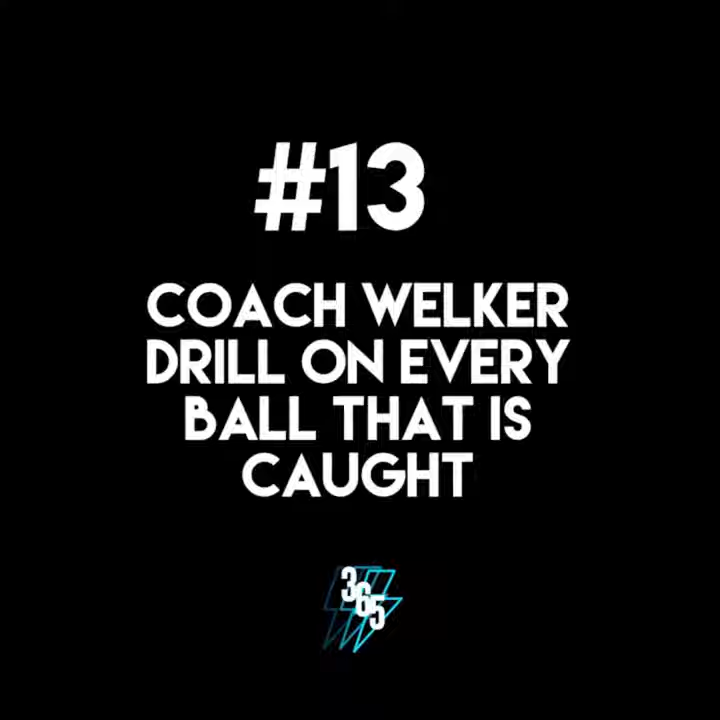 #13
COACH WELKER
DRILL ON EVERY
BALL THAT IS
CAUGHT
365